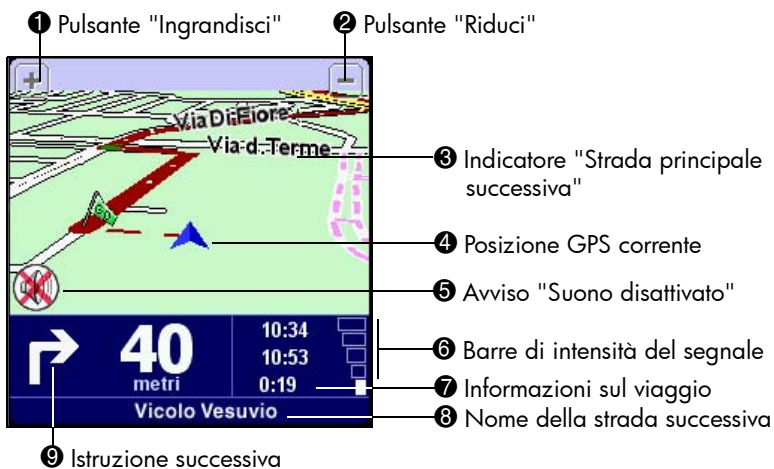 ❶ Pulsante "Ingrandisci"
❷ Pulsante "Riduci"
+
−
Via Di Fiore
Via d. Terme
❸ Indicatore "Strada principale
successiva"
GO
❹ Posizione GPS corrente
❺ Avviso "Suono disattivato"
40
metri
10:34
10:53
0:19
❻ Barre di intensità del segnale
❼ Informazioni sul viaggio
Vicolo Vesuvio
❽ Nome della strada successiva
❾ Istruzione successiva